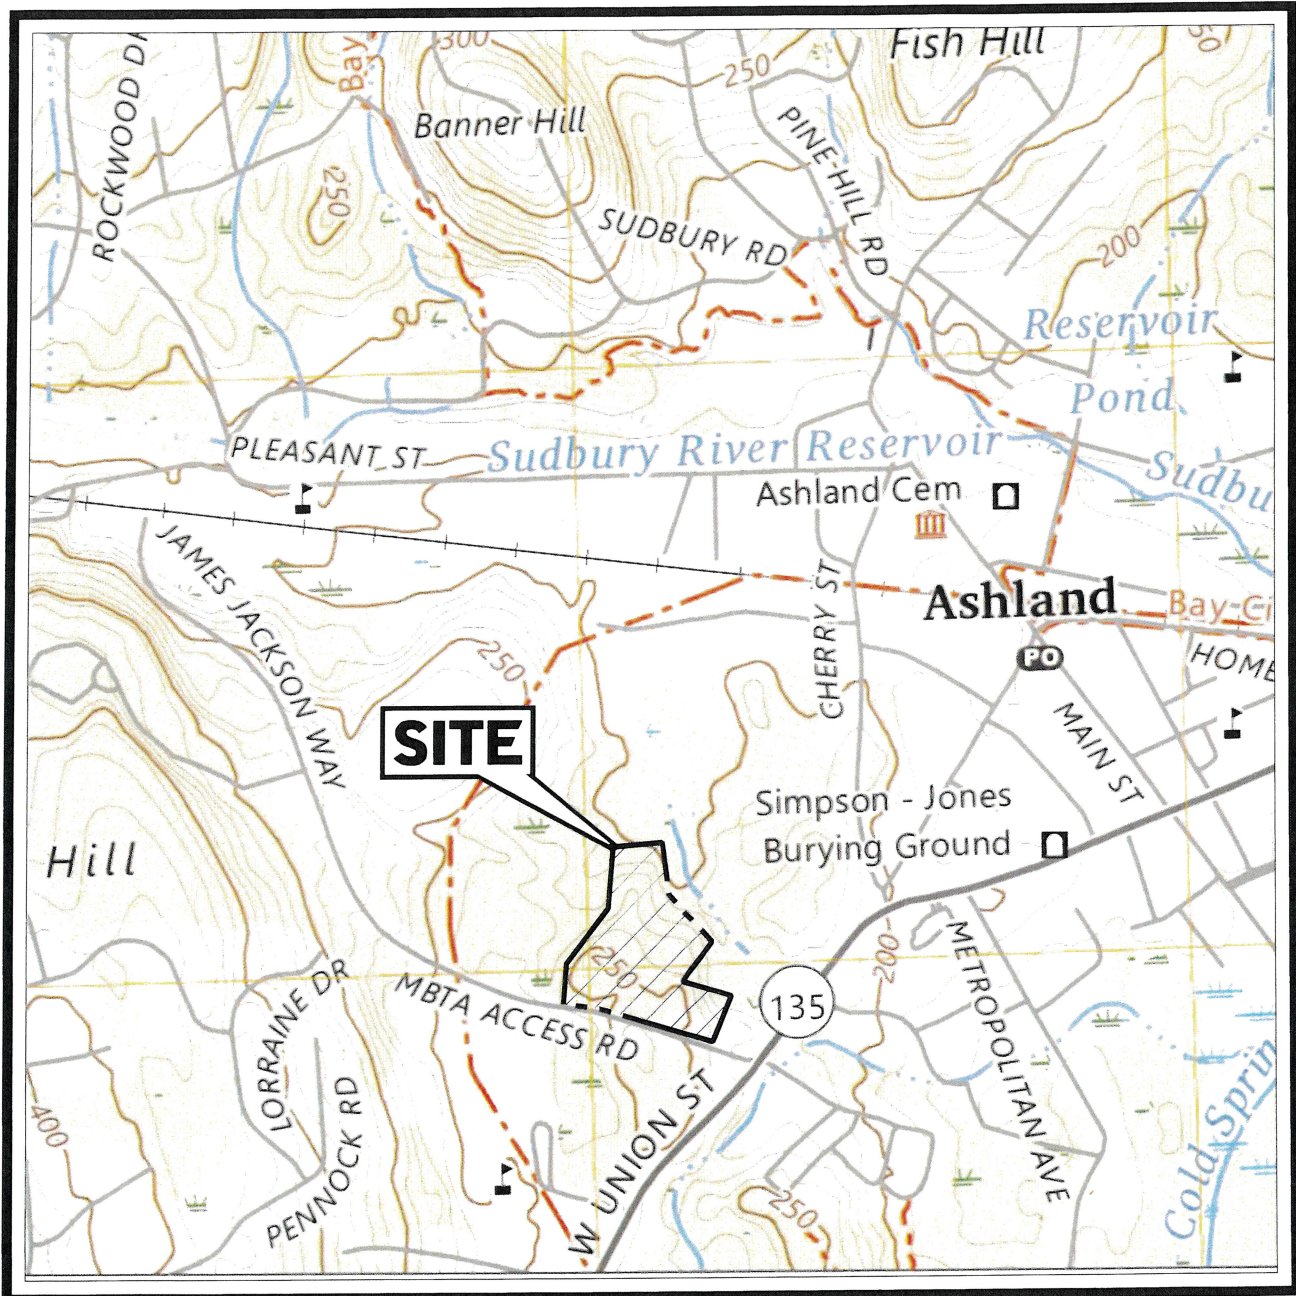 300
Fish Hill
50
ROCKWOOD DR
Bay
250
Banner Hill
PINE HILL RD
250
SUDBURY RD
200
Reservoir
Pond
PLEASANT ST
Sudbury River Reservoir
Sudbu
Ashland Cem
JAMES JACKSON WAY
CHERRY ST
Ashland
Bay Ci
PO
HOME
250
MAIN ST
SITE
Simpson - Jones
Burying Ground
Hill
METROPOLITAN AVE
200
250
135
LORRAINE DR
MBTA ACCESS RD
PENNOCK RD
W UNION ST
400
250
Cold Sprin